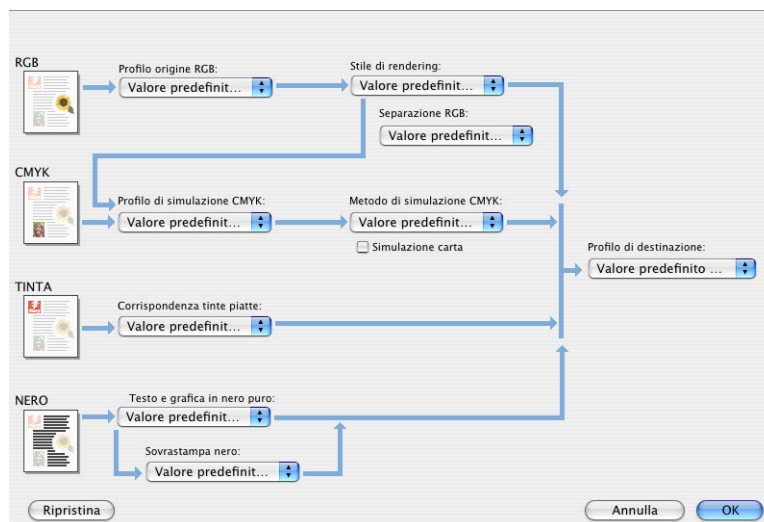 RGB
Profilo origine RGB:
Valore predefinit...
Stile di rendering:
Valore predefinit...
Separazione RGB:
Valore predefinit...
CMYK
Profilo di simulazione CMYK:
Valore predefinit...
Metodo di simulazione CMYK:
Valore predefinit...
Simulazione carta
Profilo di destinazione:
Valore predefinito ...
TINTA
Corrispondenza tinte piatte:
Valore predefinit...
NERO
Testo e grafica in nero puro:
Valore predefinit...
Sovrastampa nero:
Valore predefinit...
Ripristina
Annulla
OK